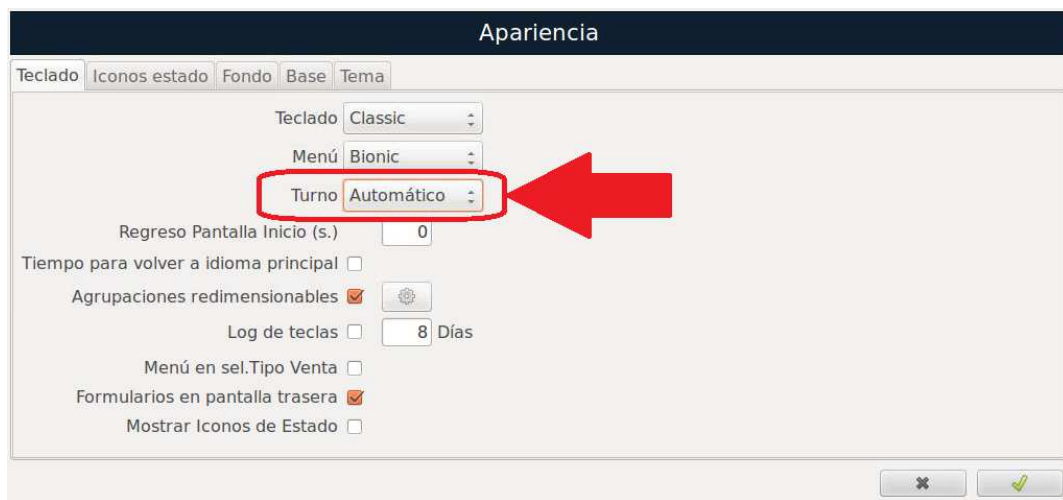 Apariencia
Teclado Iconos estado Fondo Base Tema
Teclado Classic
Menú Bionic
Turno Automático
Regreso Pantalla Inicio (s.) 0
Tiempo para volver a idioma principal
Agrupaciones redimensionables
Log de teclas 8 Días
Menú en sel.Tipo Venta
Formularios en pantalla trasera
Mostrar Iconos de Estado